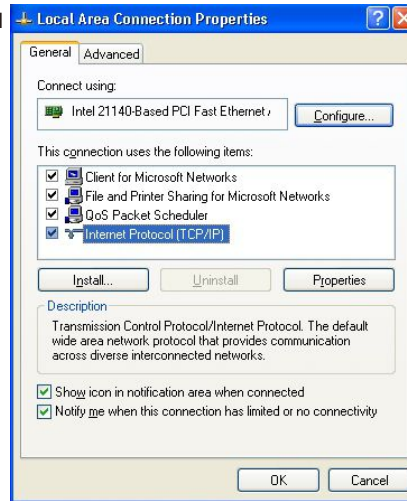 Local Area Connection Properties
General Advanced
Connect using:
Intel 21140-Based PCI Fast Ethernet
Configure...
This connection uses the following items:
Client for Microsoft Networks
File and Printer Sharing for Microsoft Networks
QoS Packet Scheduler
Internet Protocol (TCP/IP)
Install... Uninstall Properties
Description
Transmission Control Protocol/Internet Protocol. The default
wide area network protocol that provides communication
across diverse interconnected networks.
Show icon in notification area when connected
Notify me when this connection has limited or no connectivity
OK Cancel